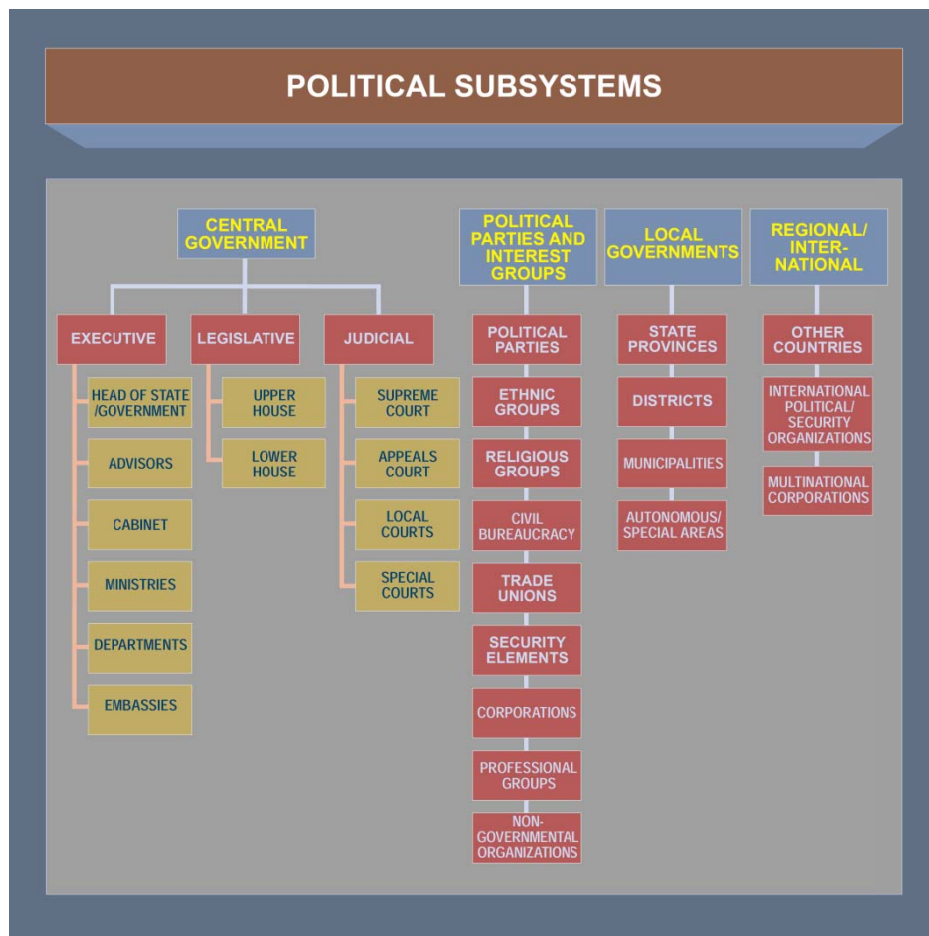 POLITICAL SUBSYSTEMS
CENTRAL
GOVERNMENT
EXECUTIVE
HEAD OF STATE
/GOVERNMENT
ADVISORS
CABINET
MINISTRIES
DEPARTMENTS
EMBASSIES
LEGISLATIVE
UPPER
HOUSE
LOWER
HOUSE
JUDICIAL
SUPREME
COURT
APPEALS
COURT
LOCAL
COURTS
SPECIAL
COURTS
POLITICAL
PARTIES AND
INTEREST
GROUPS
POLITICAL
PARTIES
ETHNIC
GROUPS
RELIGIOUS
GROUPS
CIVIL
BUREAUCRACY
TRADE
UNIONS
SECURITY
ELEMENTS
CORPORATIONS
PROFESSIONAL
GROUPS
NON-
GOVERNMENTAL
ORGANIZATIONS
LOCAL
GOVERNMENTS
STATE
PROVINCES
DISTRICTS
MUNICIPALITIES
AUTONOMOUS/
SPECIAL AREAS
REGIONAL/
INTER-
NATIONAL
OTHER
COUNTRIES
INTERNATIONAL
POLITICAL/
SECURITY
ORGANIZATIONS
MULTINATIONAL
CORPORATIONS